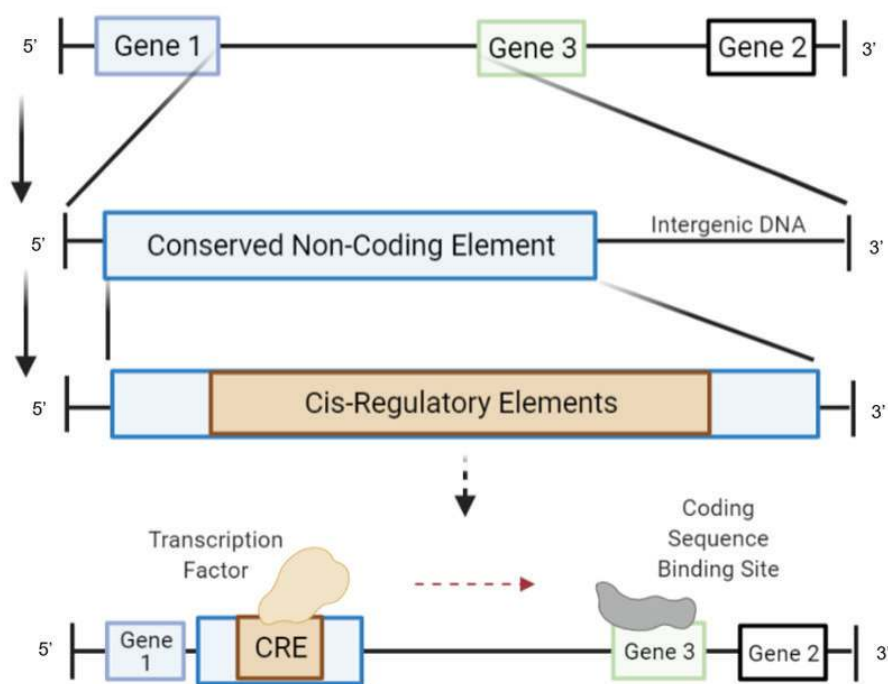 5’ Gene 1 Gene 3 Gene 2 3’
5’ Conserved Non-Coding Element Intergenic DNA 3’
5’ Cis-Regulatory Elements 3’
Transcription
Factor
Coding
Sequence
Binding Site
5’ Gene
1
CRE Gene 3 Gene 2 3’